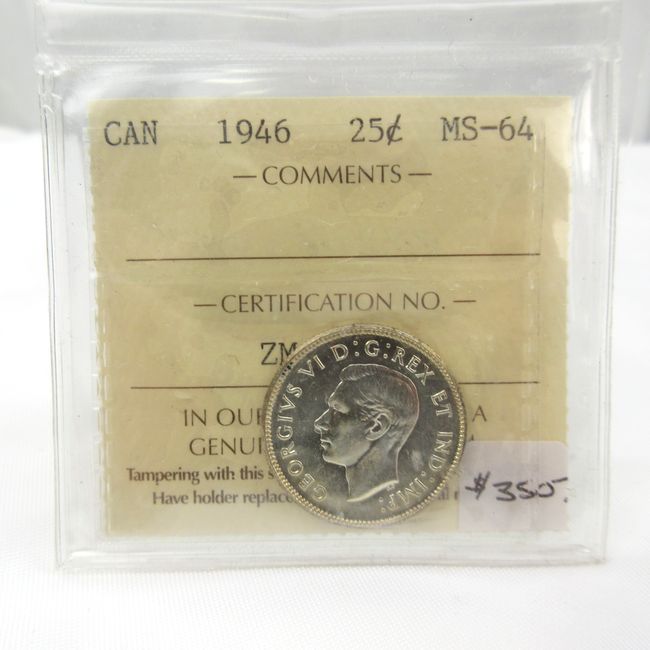 CAN 1946 25¢ MS-64
— COMMENTS —
— CERTIFICATION NO. —
ZM
IN OUR A
GENUI
Tampering with this
Have holder replac
GEORGIVS VI D:G:REX ET IND:IMP:
$350.